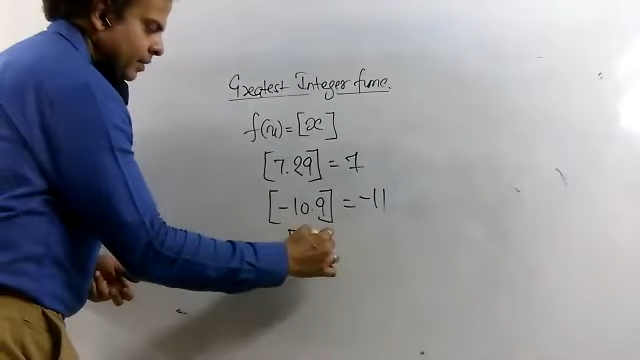 Greatest Integer func.
f(x) = [x]
[7.29] = 7
[-10.9] = -11
[